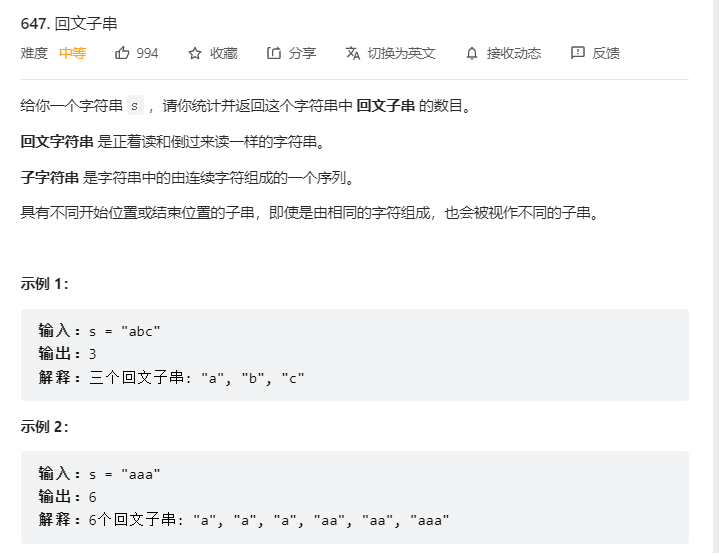 647. 回文子串
难度 中等 994 收藏 分享 切换为英文 接收动态 反馈
给你一个字符串 s ，请你统计并返回这个字符串中 回文子串 的数目。
回文字符串 是正着读和倒过来读一样的字符串。
子字符串 是字符串中的由连续字符组成的一个序列。
具有不同开始位置或结束位置的子串，即使是由相同的字符组成，也会被视作不同的子串。
示例 1：
输入：s = "abc"
输出：3
解释：三个回文子串: "a", "b", "c"
示例 2：
输入：s = "aaa"
输出：6
解释：6个回文子串: "a", "a", "a", "aa", "aa", "aaa"